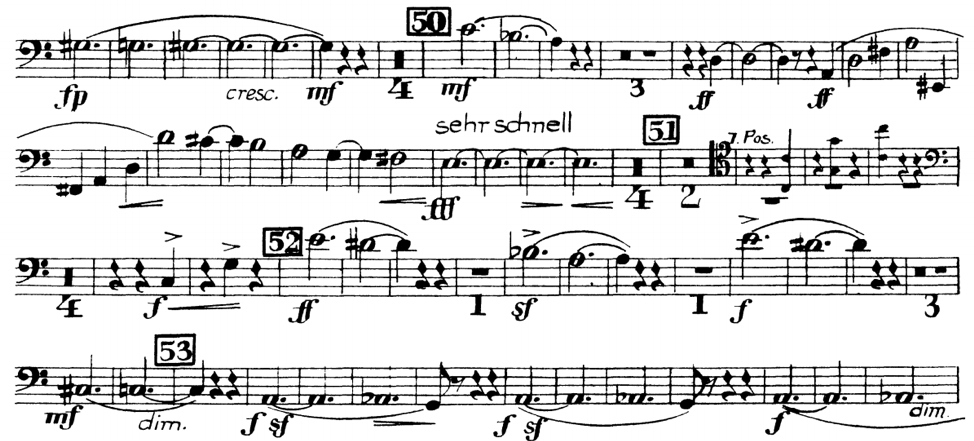 50
fp cresc. mf 4 mf 3 ff ff
sehr schnell 51
7. Pos.
fff 4 2
52
4 f ff 1 sf 1 f 3
53
mf dim. f sf f sf f dim.